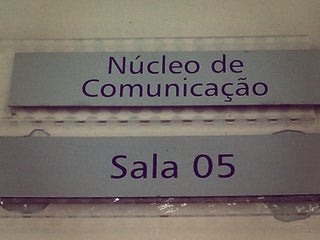 Núcleo de
Comunicação
Sala 05